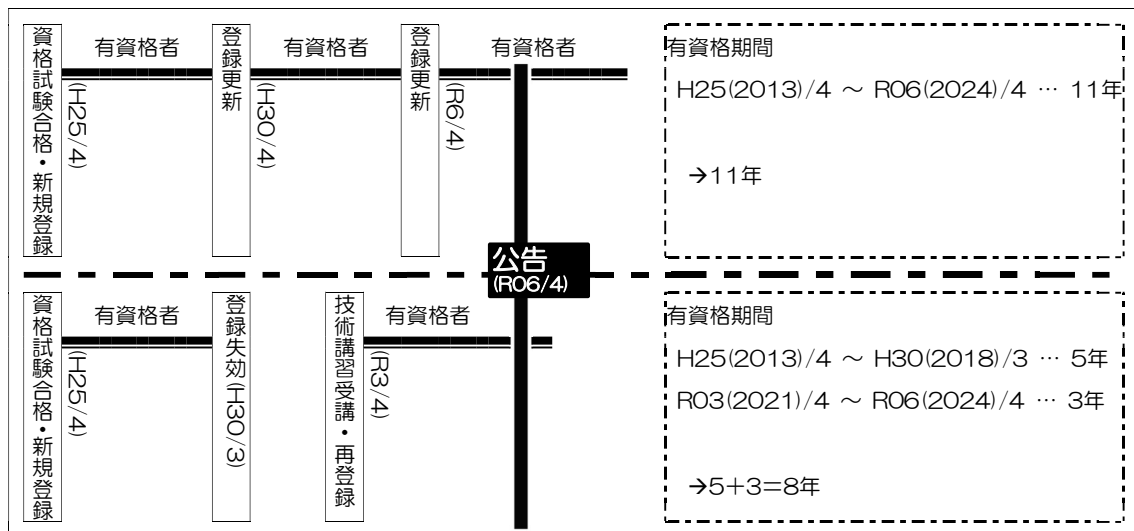 資格試験合格・新規登録
(H25/4)
有資格者
登録更新
(H30/4)
有資格者
登録更新
(R6/4)
有資格者
有資格期間
H25(2013)/4 ～ R06(2024)/4 … 11年
→11年
公告
(R06/4)
資格試験合格・新規登録
(H25/4)
有資格者
登録失効(H30/3)
技術講習受講・再登録
(R3/4)
有資格者
有資格期間
H25(2013)/4 ～ H30(2018)/3 … 5年
R03(2021)/4 ～ R06(2024)/4 … 3年
→5+3=8年